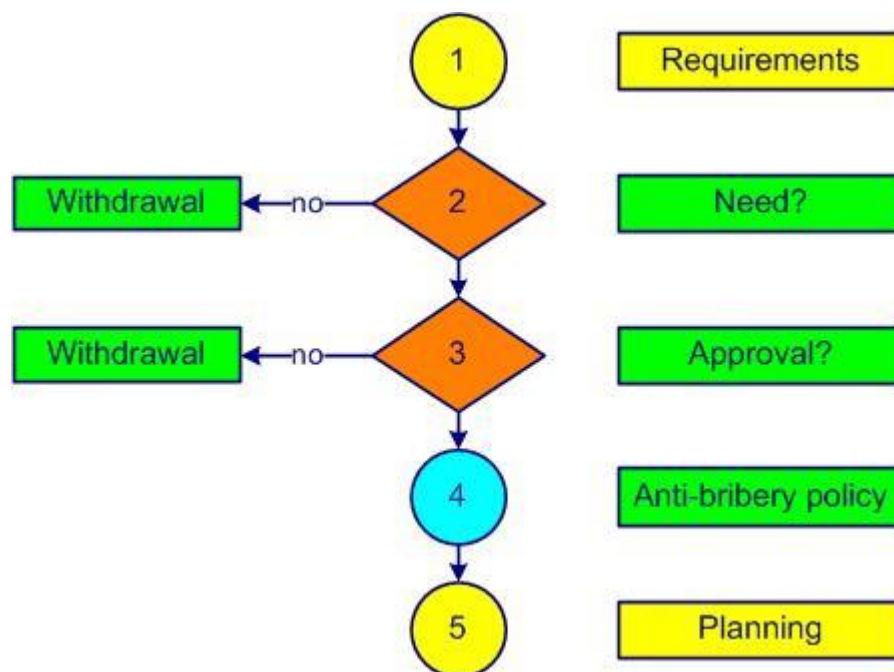 1
Requirements
Withdrawal
no
2
Need?
Withdrawal
no
3
Approval?
4
Anti-bribery policy
5
Planning